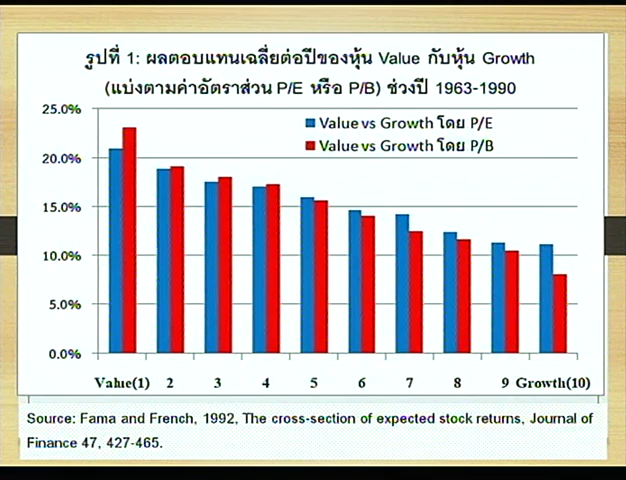 รูปที่ 1: ผลตอบแทนเฉลี่ยต่อปีของหุ้น Value กับหุ้น Growth
(แบ่งตามค่าอัตราส่วน P/E หรือ P/B) ช่วงปี 1963-1990
25.0%
Value vs Growth โดย P/E
Value vs Growth โดย P/B
20.0%
15.0%
10.0%
5.0%
0.0%
Value(1) 2 3 4 5 6 7 8 9 Growth(10)
Source: Fama and French, 1992, The cross-section of expected stock returns, Journal of
Finance 47, 427-465.